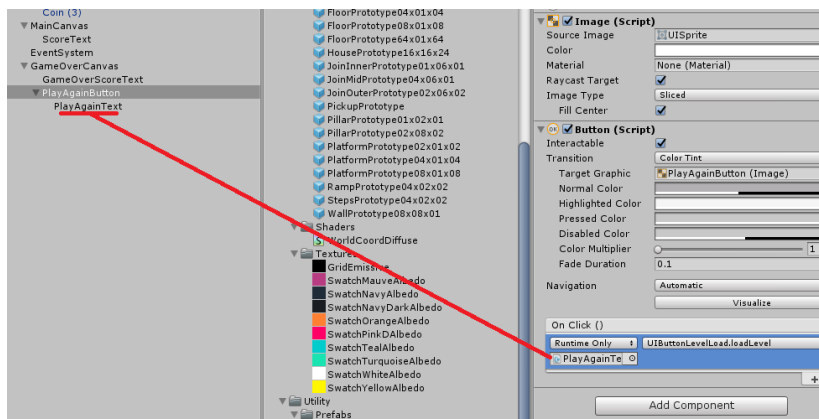 Coin (3)
MainCanvas
ScoreText
EventSystem
GameOverCanvas
GameOverScoreText
PlayAgainButton
PlayAgainText
FloorPrototype04x01x04
FloorPrototype08x01x08
FloorPrototype64x01x64
HousePrototype16x16x24
JoinInnerPrototype01x06x01
JoinMidPrototype04x06x01
JoinOuterPrototype02x06x02
PickupPrototype
PillarPrototype01x02x01
PillarPrototype02x08x02
PlatformPrototype02x01x02
PlatformPrototype04x01x04
PlatformPrototype08x01x08
RampPrototype04x02x02
StepsPrototype04x02x02
WallPrototype08x08x01
Shaders
WorldCoordDiffuse
Textures
GridEmissive
SwatchMauveAlbedo
SwatchNavyAlbedo
SwatchNavyDarkAlbedo
SwatchOrangeAlbedo
SwatchPinkDAlbedo
SwatchTealAlbedo
SwatchTurquoiseAlbedo
SwatchWhiteAlbedo
SwatchYellowAlbedo
Utility
Prefabs
Image (Script)
Source Image UISprite
Color
Material None (Material)
Raycast Target
Image Type Sliced
Fill Center
OK Button (Script)
Interactable
Transition Color Tint
Target Graphic PlayAgainButton (Image)
Normal Color
Highlighted Color
Pressed Color
Disabled Color
Color Multiplier 1
Fade Duration 0.1
Navigation Automatic
Visualize
On Click ()
Runtime Only UIButtonLevelLoad.loadLevel
PlayAgainTe
+
Add Component